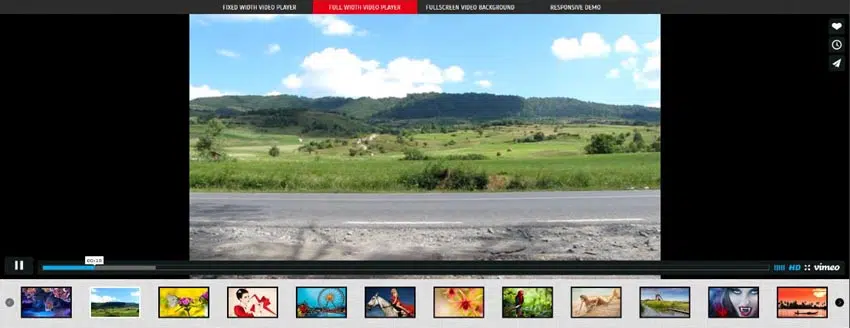 FIXED WIDTH VIDEO PLAYER FULL WIDTH VIDEO PLAYER FULLSCREEN VIDEO BACKGROUND RESPONSIVE DEMO
00:10
HD vimeo